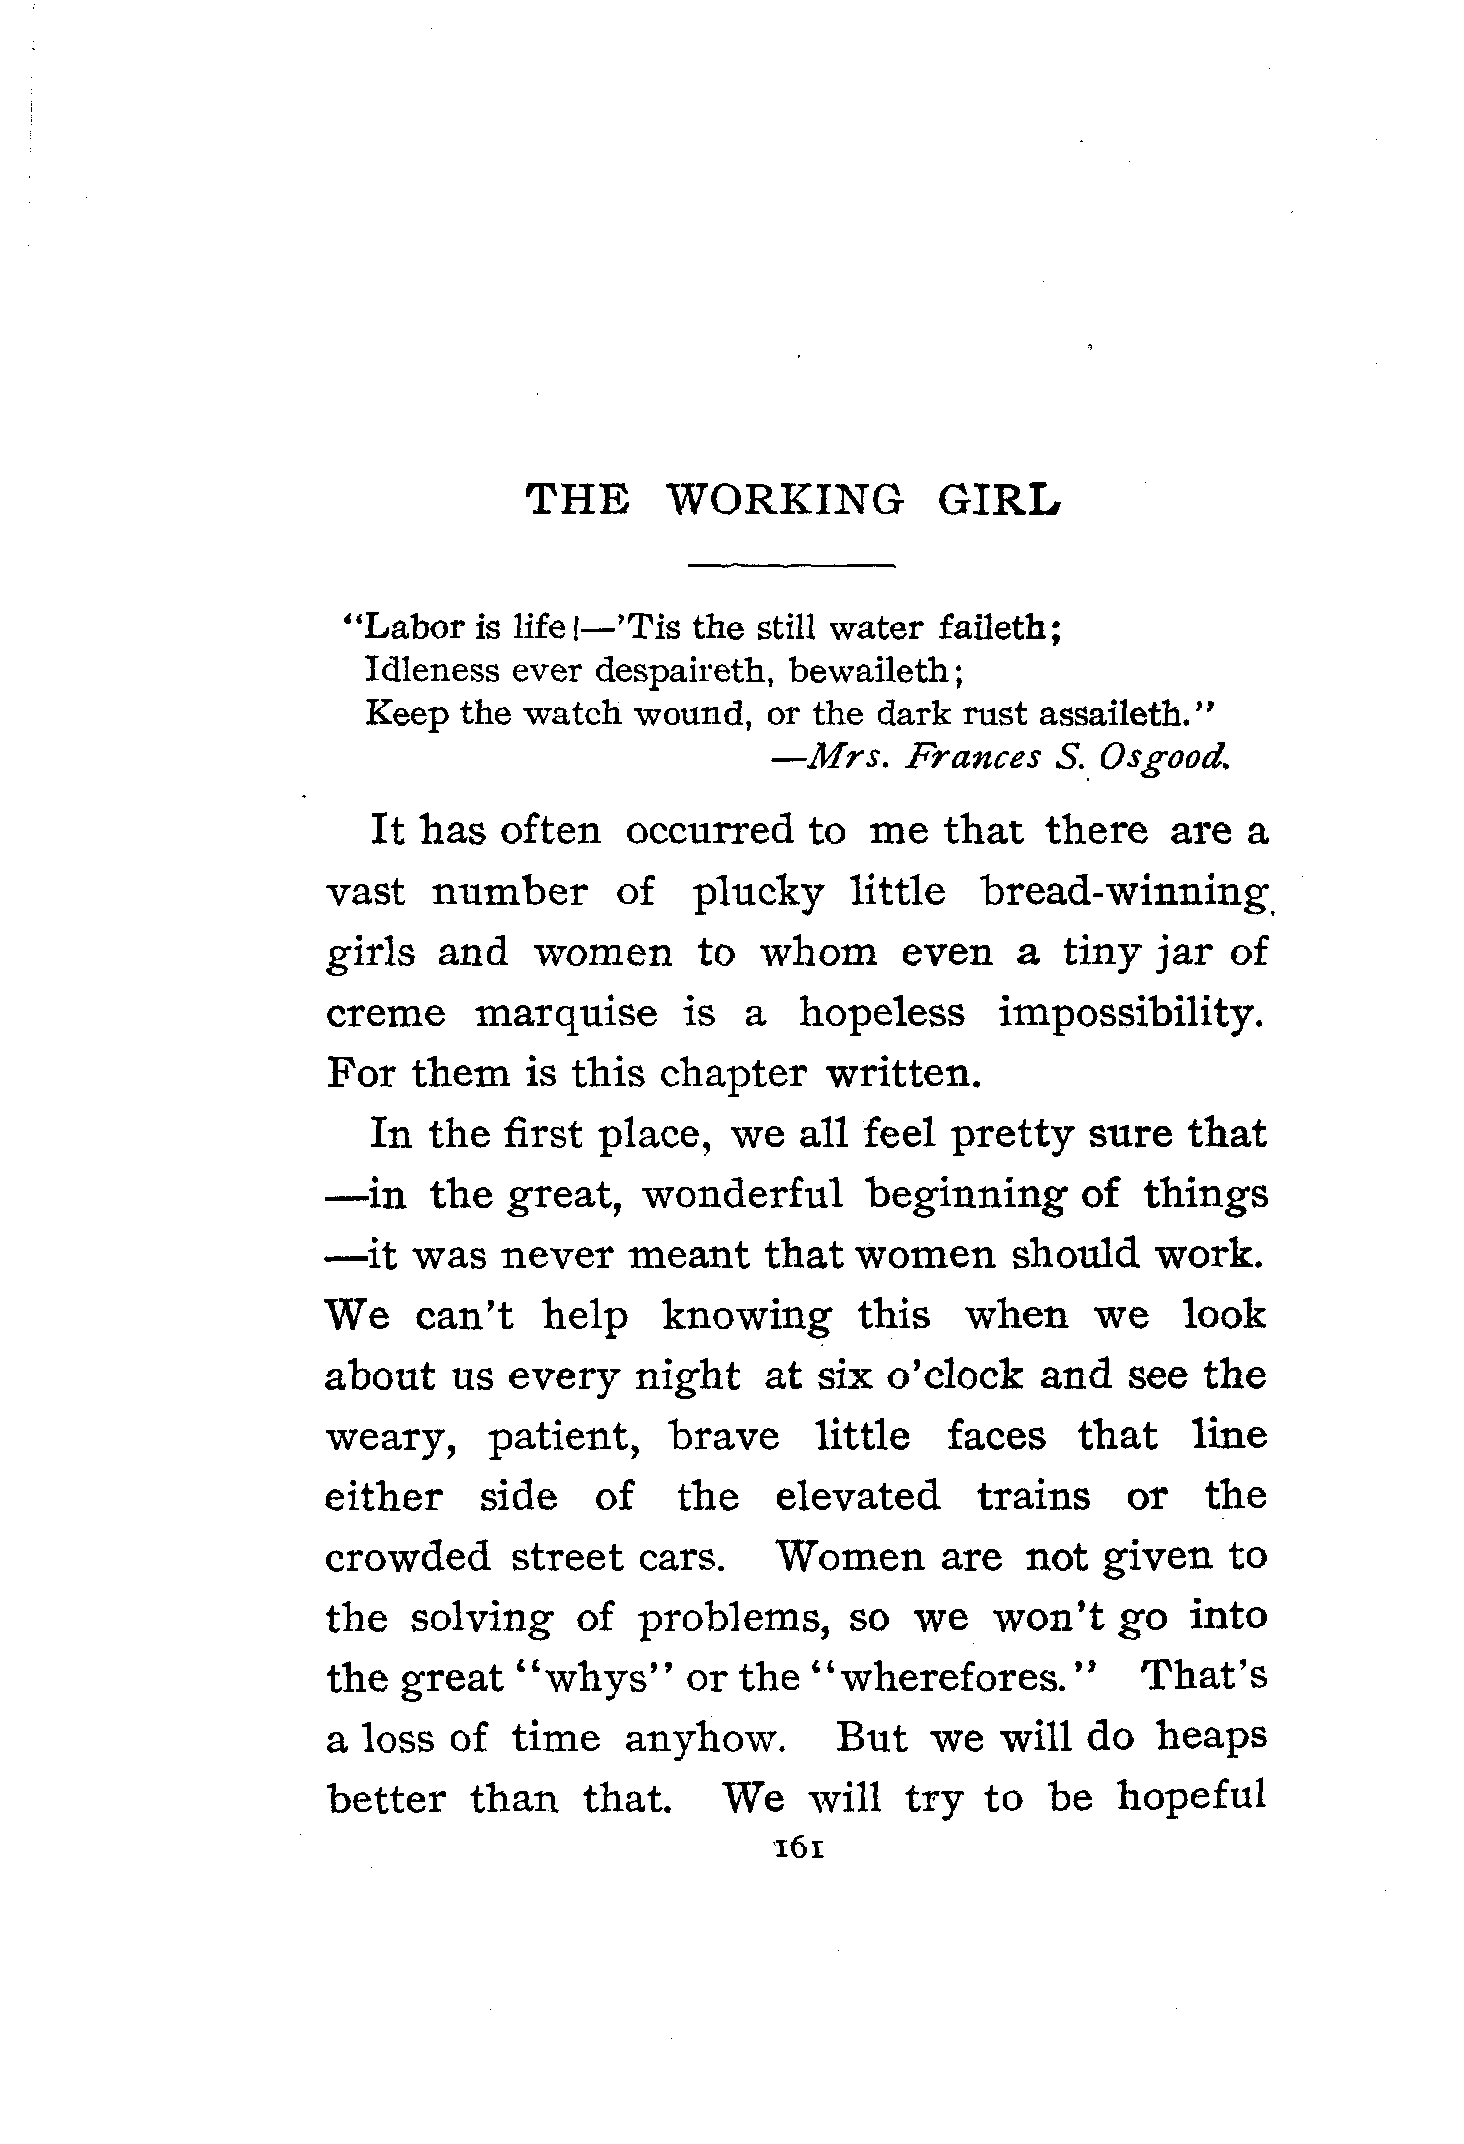 THE WORKING GIRL
"Labor is life!—'Tis the still water faileth;
Idleness ever despaireth, bewaileth;
Keep the watch wound, or the dark rust assaileth."
—Mrs. Frances S. Osgood.
It has often occurred to me that there are a
vast number of plucky little bread-winning
girls and women to whom even a tiny jar of
creme marquise is a hopeless impossibility.
For them is this chapter written.
In the first place, we all feel pretty sure that
—in the great, wonderful beginning of things
—it was never meant that women should work.
We can't help knowing this when we look
about us every night at six o'clock and see the
weary, patient, brave little faces that line
either side of the elevated trains or the
crowded street cars. Women are not given to
the solving of problems, so we won't go into
the great "whys" or the "wherefores." That's
a loss of time anyhow. But we will do heaps
better than that. We will try to be hopeful
161